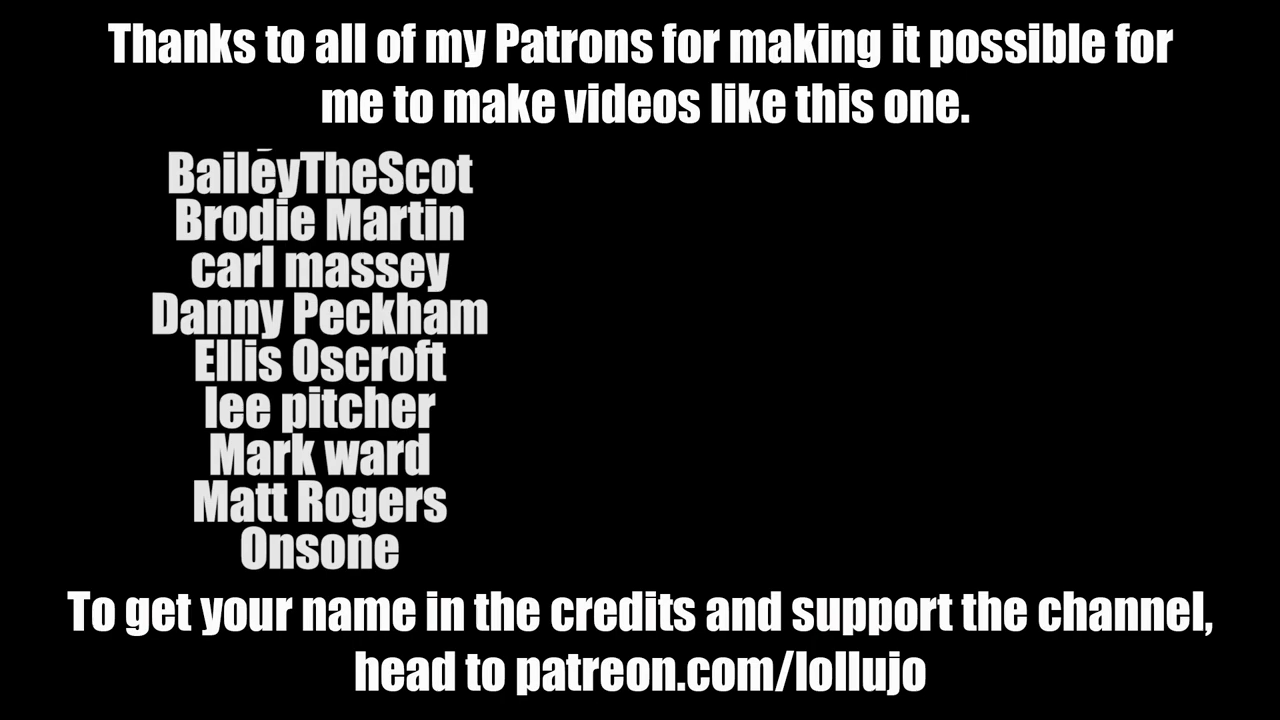 Thanks to all of my Patrons for making it possible for
me to make videos like this one.
BaileyTheScot
Brodie Martin
carl massey
Danny Peckham
Ellis Oscroft
lee pitcher
Mark ward
Matt Rogers
Onsone
To get your name in the credits and support the channel,
head to patreon.com/lollujo